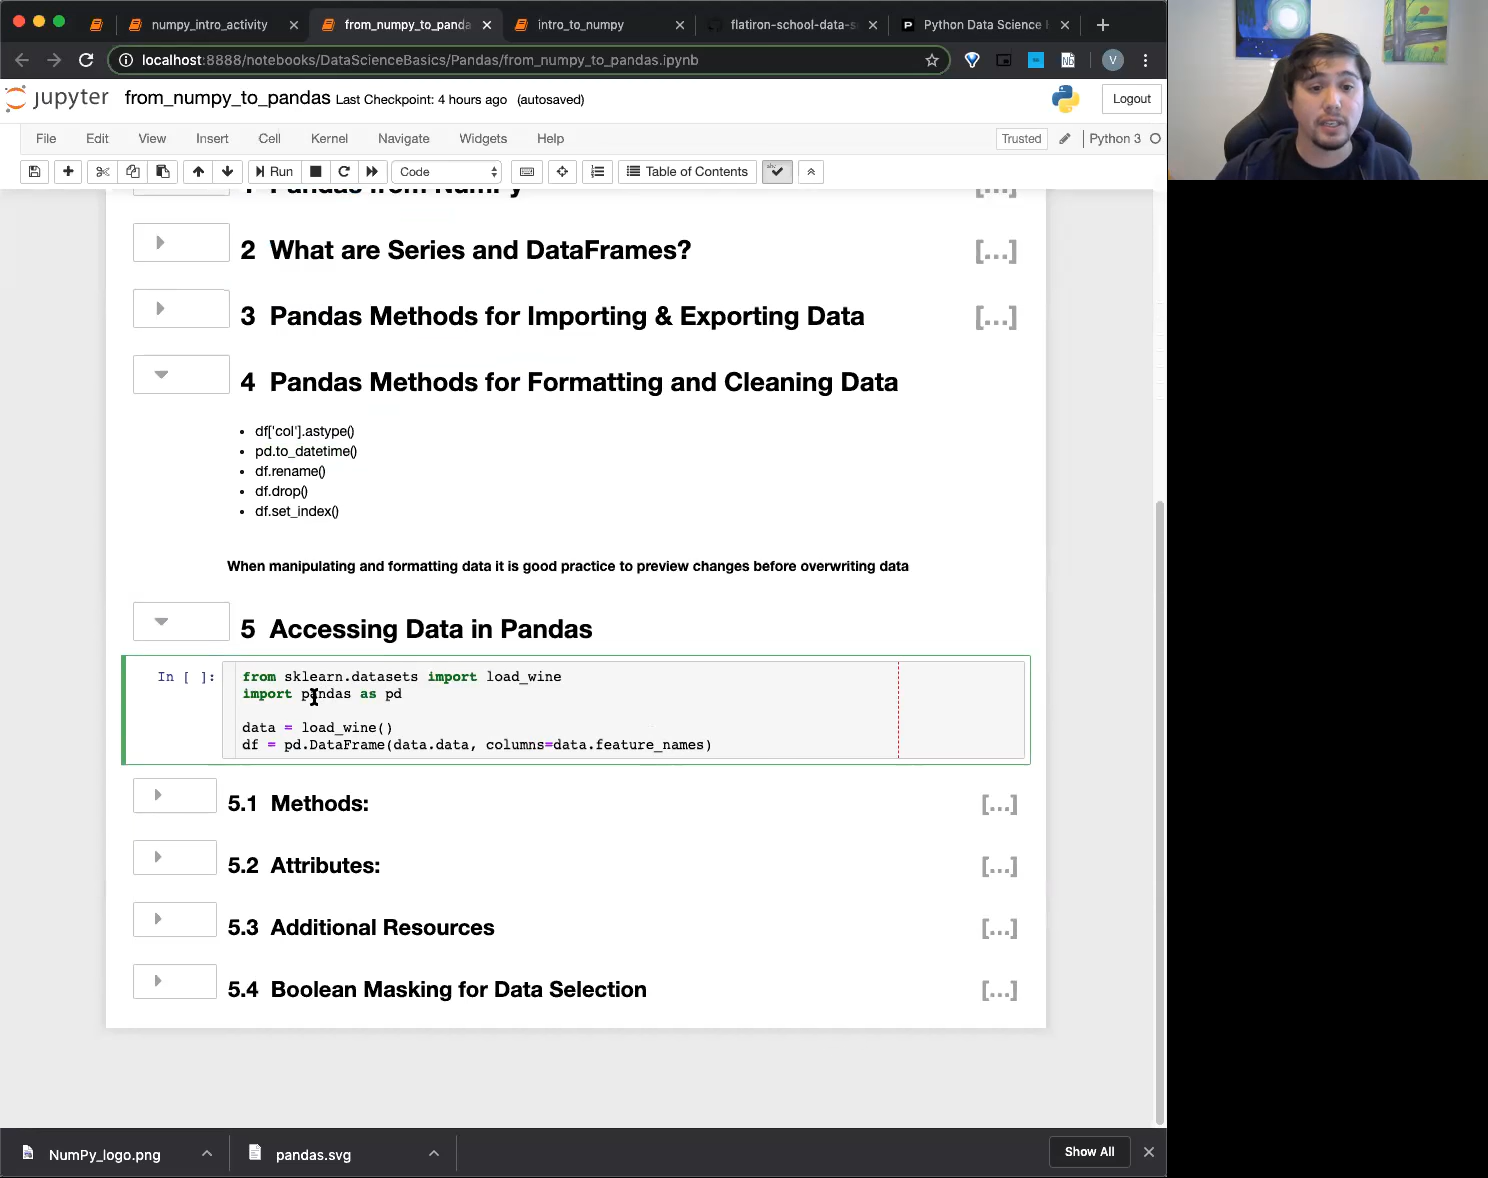 numpy_intro_activity
from_numpy_to_panda
intro_to_numpy
flatiron-school-data-s
Python Data Science
localhost:8888/notebooks/DataScienceBasics/Pandas/from_numpy_to_pandas.ipynb
V
jupyter from_numpy_to_pandas Last Checkpoint: 4 hours ago (autosaved)
Logout
File Edit View Insert Cell Kernel Navigate Widgets Help
Trusted Python 3
Run Code Table of Contents
1 Pandas from NumPy [...]
2 What are Series and DataFrames? [...]
3 Pandas Methods for Importing & Exporting Data [...]
4 Pandas Methods for Formatting and Cleaning Data
• df['col'].astype()
• pd.to_datetime()
• df.rename()
• df.drop()
• df.set_index()
When manipulating and formatting data it is good practice to preview changes before overwriting data
5 Accessing Data in Pandas
In [ ]: from sklearn.datasets import load_wine
import pandas as pd
data = load_wine()
df = pd.DataFrame(data.data, columns=data.feature_names)
5.1 Methods: [...]
5.2 Attributes: [...]
5.3 Additional Resources [...]
5.4 Boolean Masking for Data Selection [...]
NumPy_logo.png
pandas.svg
Show All